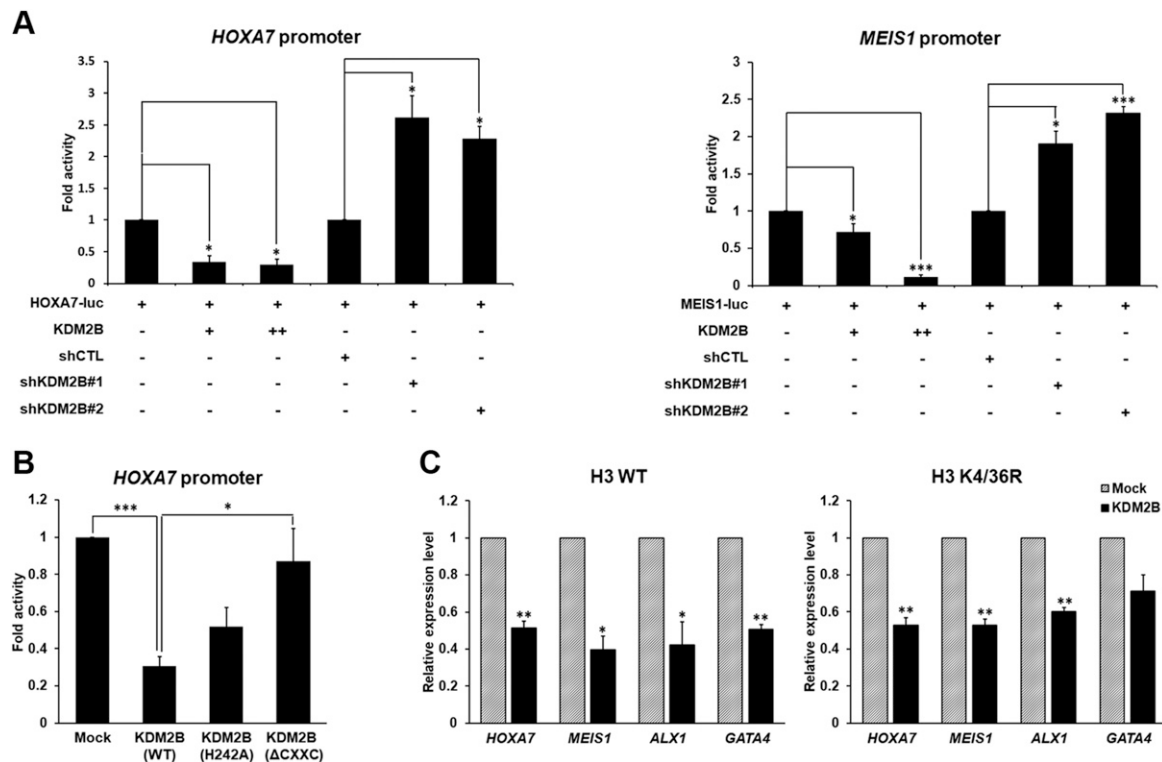 A
HOXA7 promoter
Fold activity
3.5
3
2.5
2
1.5
1
0.5
0
* * * *
HOXA7-luc + + + + + +
KDM2B - + ++ - - -
shCTL - - - + - -
shKDM2B#1 - - - - + -
shKDM2B#2 - - - - - +
MEIS1 promoter
Fold activity
3
2.5
2
1.5
1
0.5
0
* *** * ***
MEIS1-luc + + + + + +
KDM2B - + ++ - - -
shCTL - - - + - -
shKDM2B#1 - - - - + -
shKDM2B#2 - - - - - +
B
HOXA7 promoter
Fold activity
1.2
1
0.8
0.6
0.4
0.2
0
*** *
Mock KDM2B KDM2B KDM2B
(WT) (H242A) (ΔCXXC)
C
H3 WT
Relative expression level
1.2
1
0.8
0.6
0.4
0.2
0
** * * **
HOXA7 MEIS1 ALX1 GATA4
H3 K4/36R
Mock
KDM2B
Relative expression level
1.2
1
0.8
0.6
0.4
0.2
0
** ** **
HOXA7 MEIS1 ALX1 GATA4